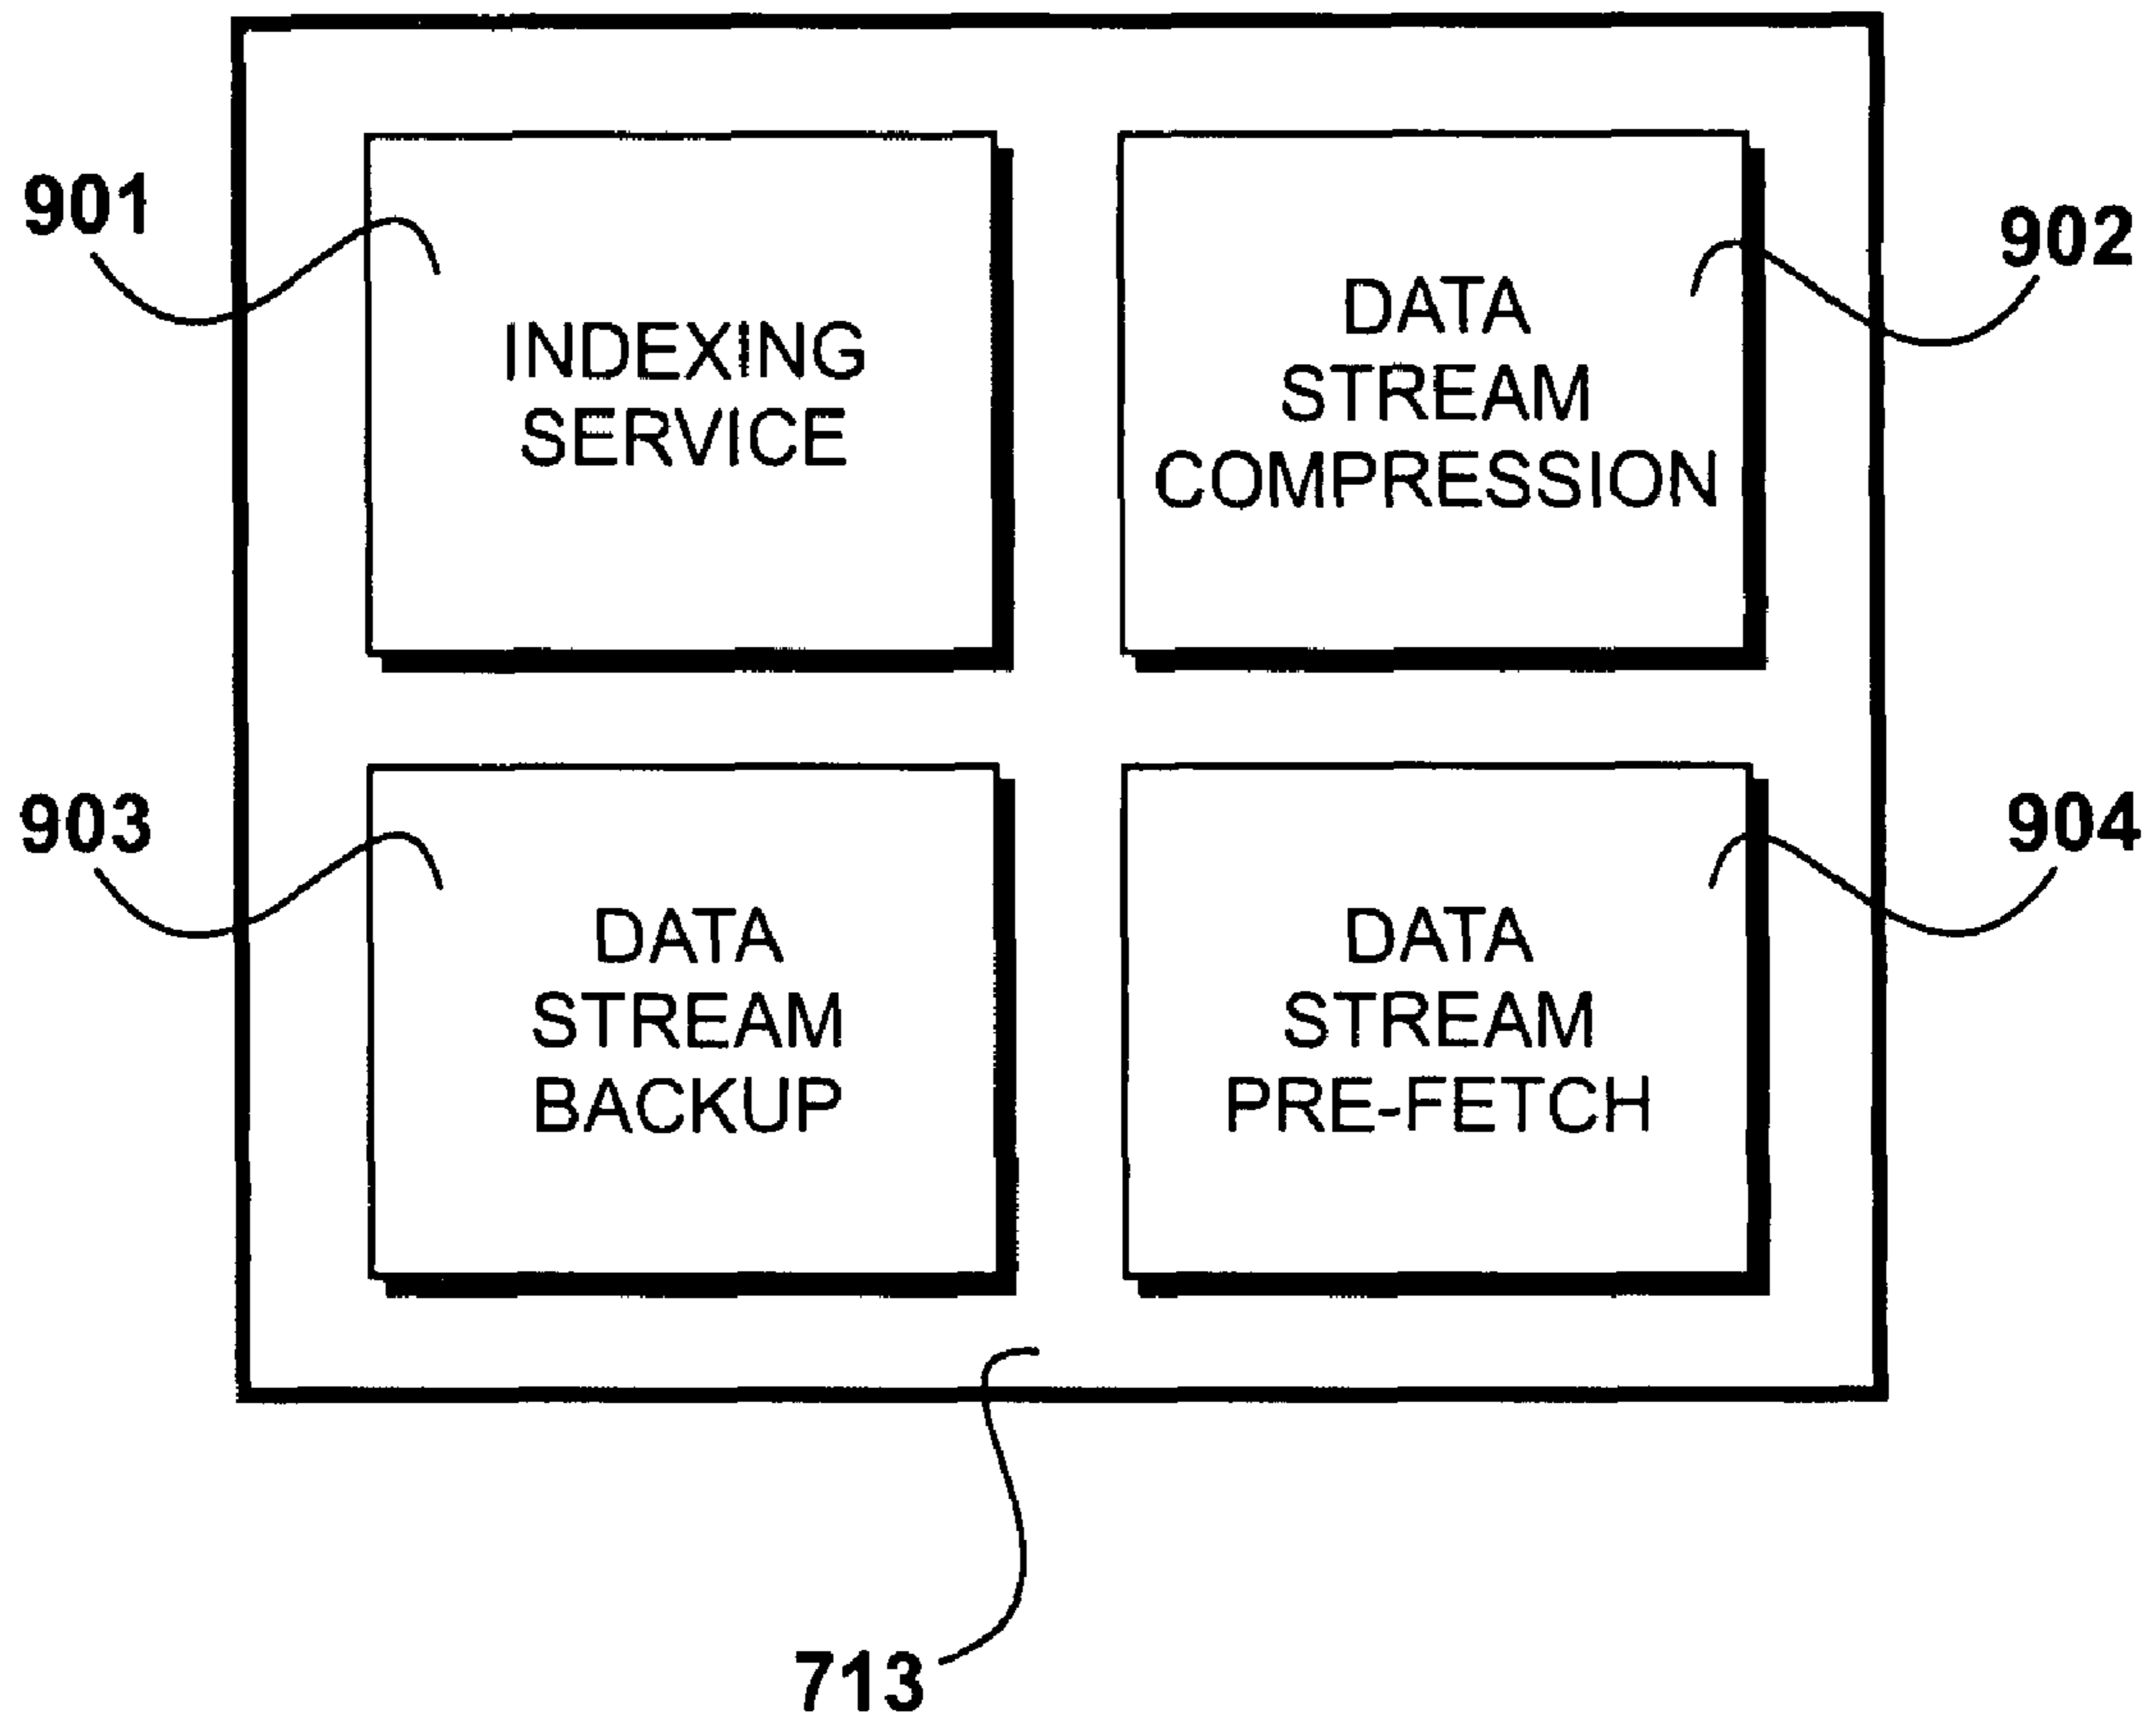 901
INDEXING
SERVICE
902
DATA
STREAM
COMPRESSION
903
DATA
STREAM
BACKUP
904
DATA
STREAM
PRE-FETCH
713